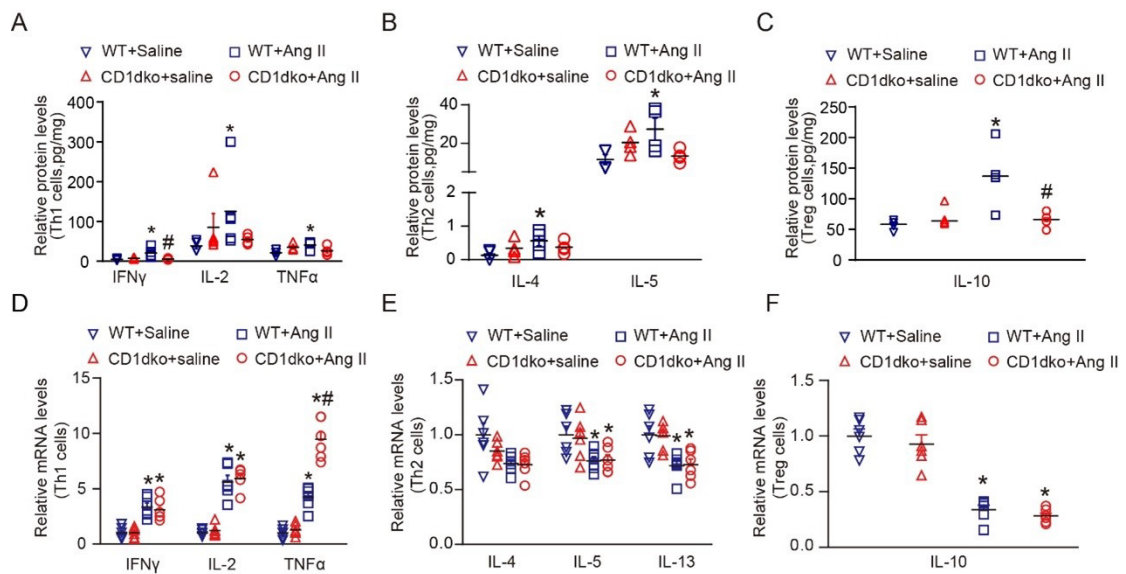 A
WT+Saline WT+Ang II
CD1dko+saline CD1dko+Ang II
Relative protein levels
(Th1 cells,pg/mg)
400
300
200
100
50
0
* # * *
IFNγ IL-2 TNFα
B
WT+Saline WT+Ang II
CD1dko+saline CD1dko+Ang II
Relative protein levels
(Th2 cells,pg/mg)
40
20
2
1
0
* *
IL-4 IL-5
C
WT+Saline WT+Ang II
CD1dko+saline CD1dko+Ang II
Relative protein levels
(Treg cells,pg/mg)
250
200
150
100
50
0
* #
IL-10
D
WT+Saline WT+Ang II
CD1dko+saline CD1dko+Ang II
Relative mRNA levels
(Th1 cells)
15
10
5
0
* * * * * *#
IFNγ IL-2 TNFα
E
WT+Saline WT+Ang II
CD1dko+saline CD1dko+Ang II
Relative mRNA levels
(Th2 cells)
1.5
1.0
0.5
0.0
* * * *
IL-4 IL-5 IL-13
F
WT+Saline WT+Ang II
CD1dko+saline CD1dko+Ang II
Relative mRNA levels
(Treg cells)
1.5
1.0
0.5
0
* *
IL-10